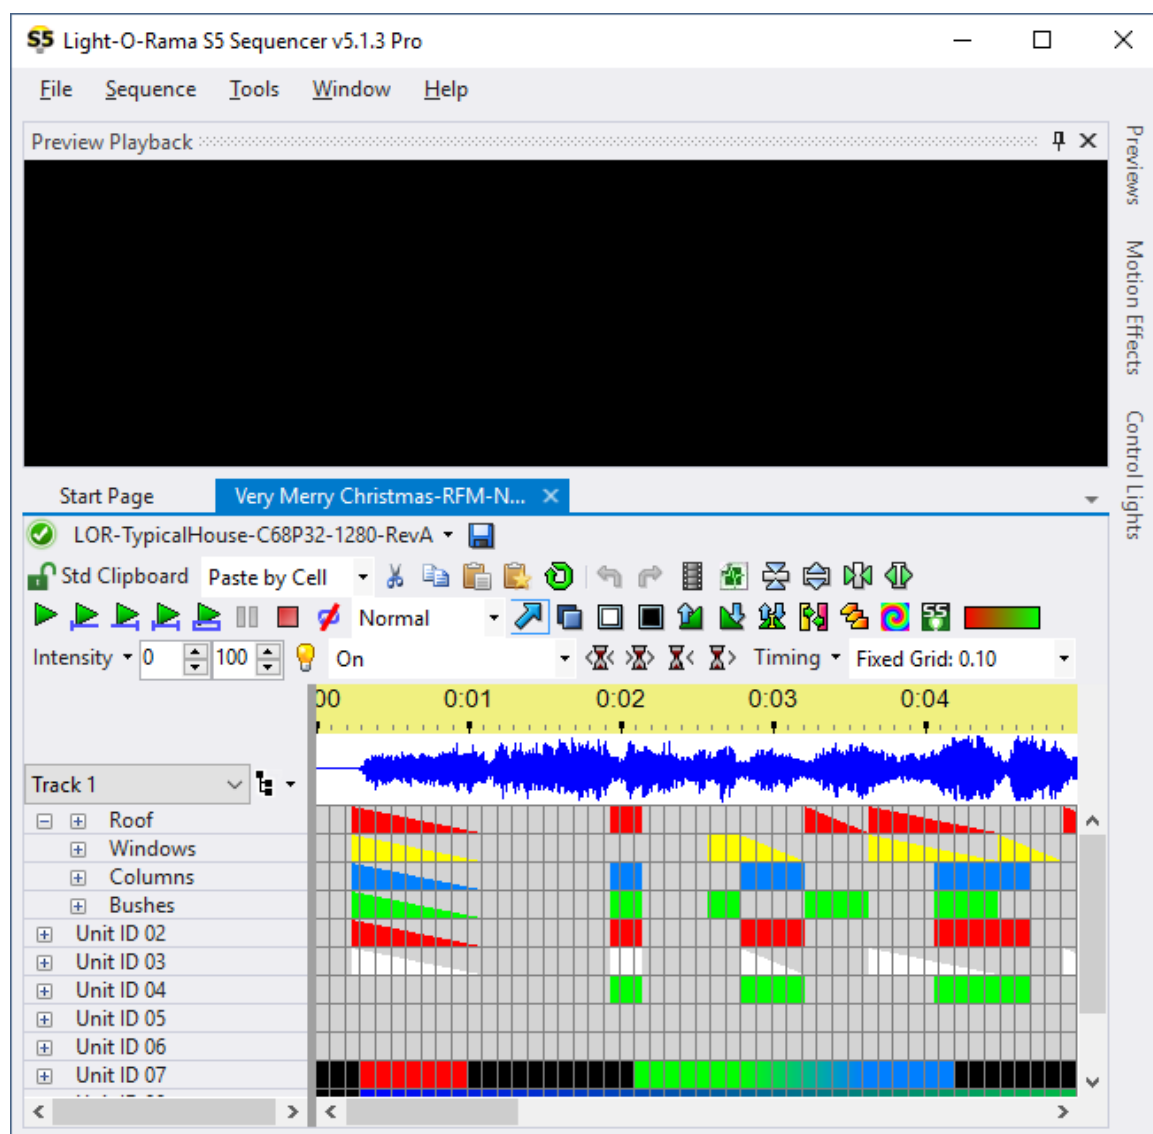 S5 Light-O-Rama S5 Sequencer v5.1.3 Pro
File Sequence Tools Window Help
Preview Playback
Previews
Motion Effects
Control Lights
Start Page Very Merry Christmas-RFM-N...
LOR-TypicalHouse-C68P32-1280-RevA
Std Clipboard Paste by Cell
Normal S5
Intensity 0 100 On Timing Fixed Grid: 0.10
00 0:01 0:02 0:03 0:04
Track 1
Roof
Windows
Columns
Bushes
Unit ID 02
Unit ID 03
Unit ID 04
Unit ID 05
Unit ID 06
Unit ID 07